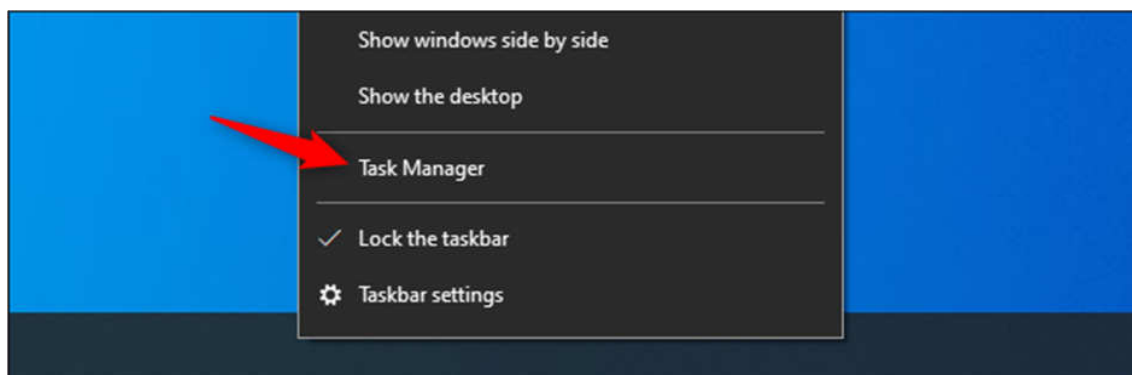 Show windows side by side
Show the desktop
Task Manager
Lock the taskbar
Taskbar settings